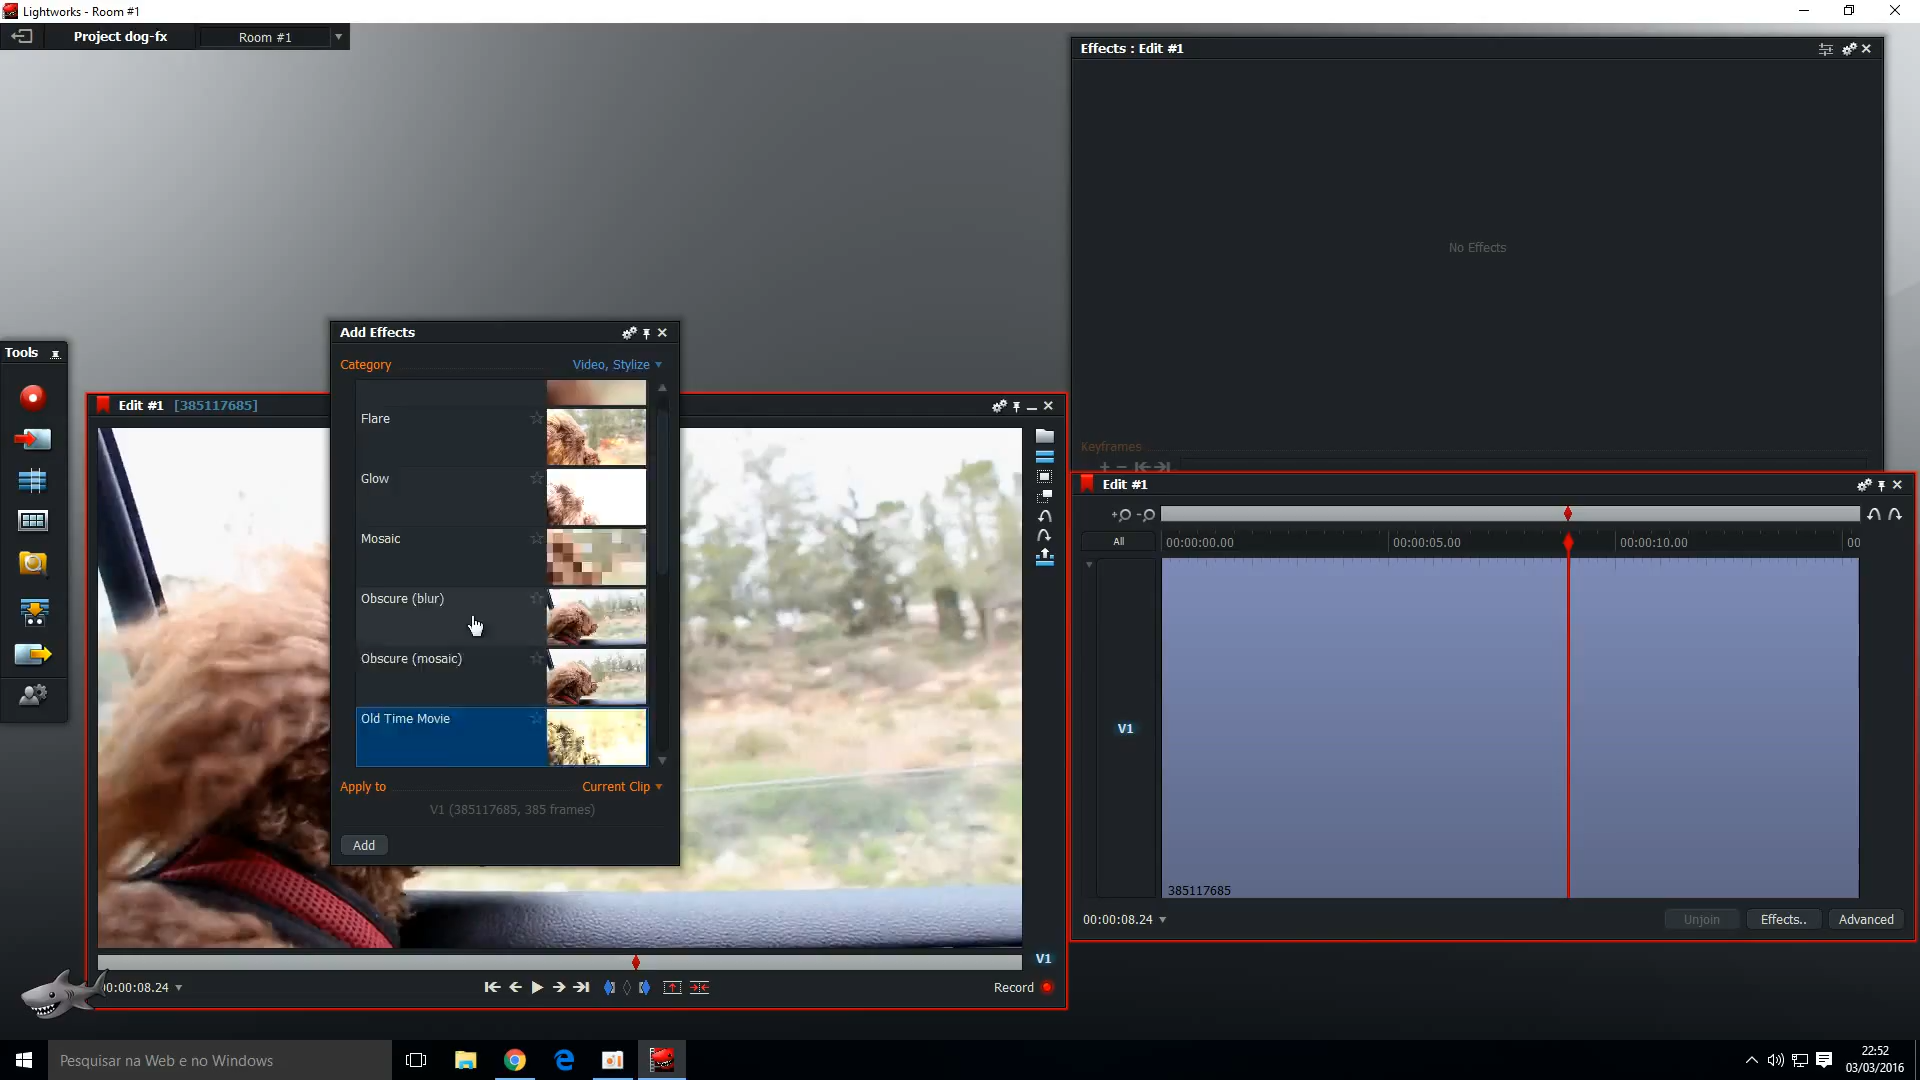 Lightworks - Room #1
Project dog-fx
Room #1
Effects : Edit #1
No Effects
Keyframes
Add Effects
Category
Video, Stylize
Flare
Glow
Mosaic
Obscure (blur)
Obscure (mosaic)
Old Time Movie
Apply to
Current Clip
V1 (385117685, 385 frames)
Add
Tools
Edit #1 [385117685]
V1
:00:08.24
Record
Edit #1
All
00:00:00.00
00:00:05.00
00:00:10.00
00
V1
385117685
00:00:08.24
Unjoin
Effects..
Advanced
Pesquisar na Web e no Windows
22:52
03/03/2016